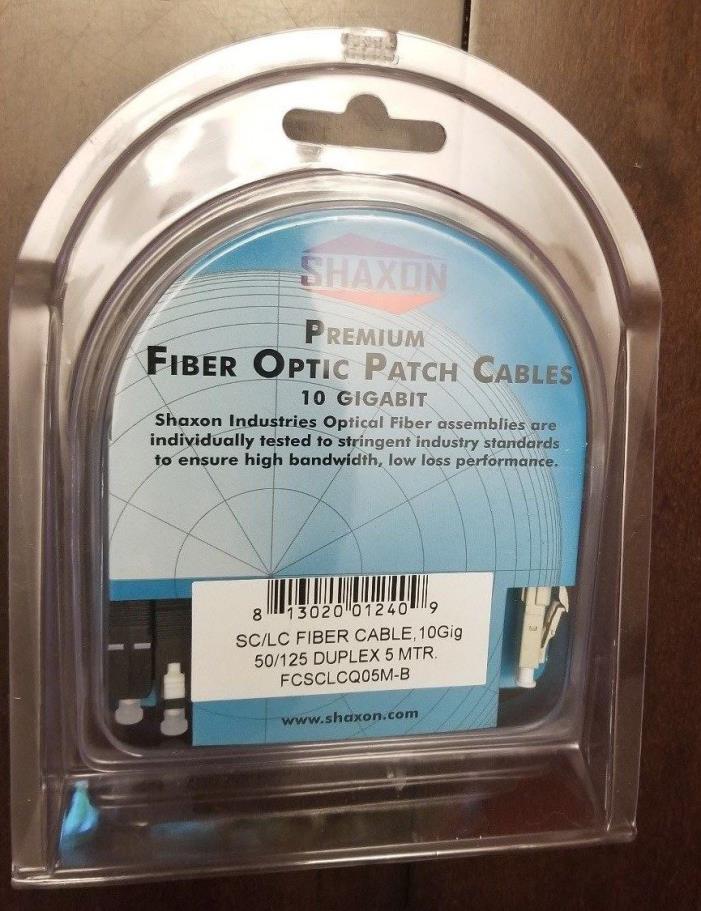 SHAXON
PREMIUM
FIBER OPTIC PATCH CABLES
10 GIGABIT
Shaxon Industries Optical Fiber assemblies are
individually tested to stringent industry standards
to ensure high bandwidth, low loss performance.
8 13020 01240 9
SC/LC FIBER CABLE,10Gig
50/125 DUPLEX 5 MTR.
FCSCLCQ05M-B
www.shaxon.com